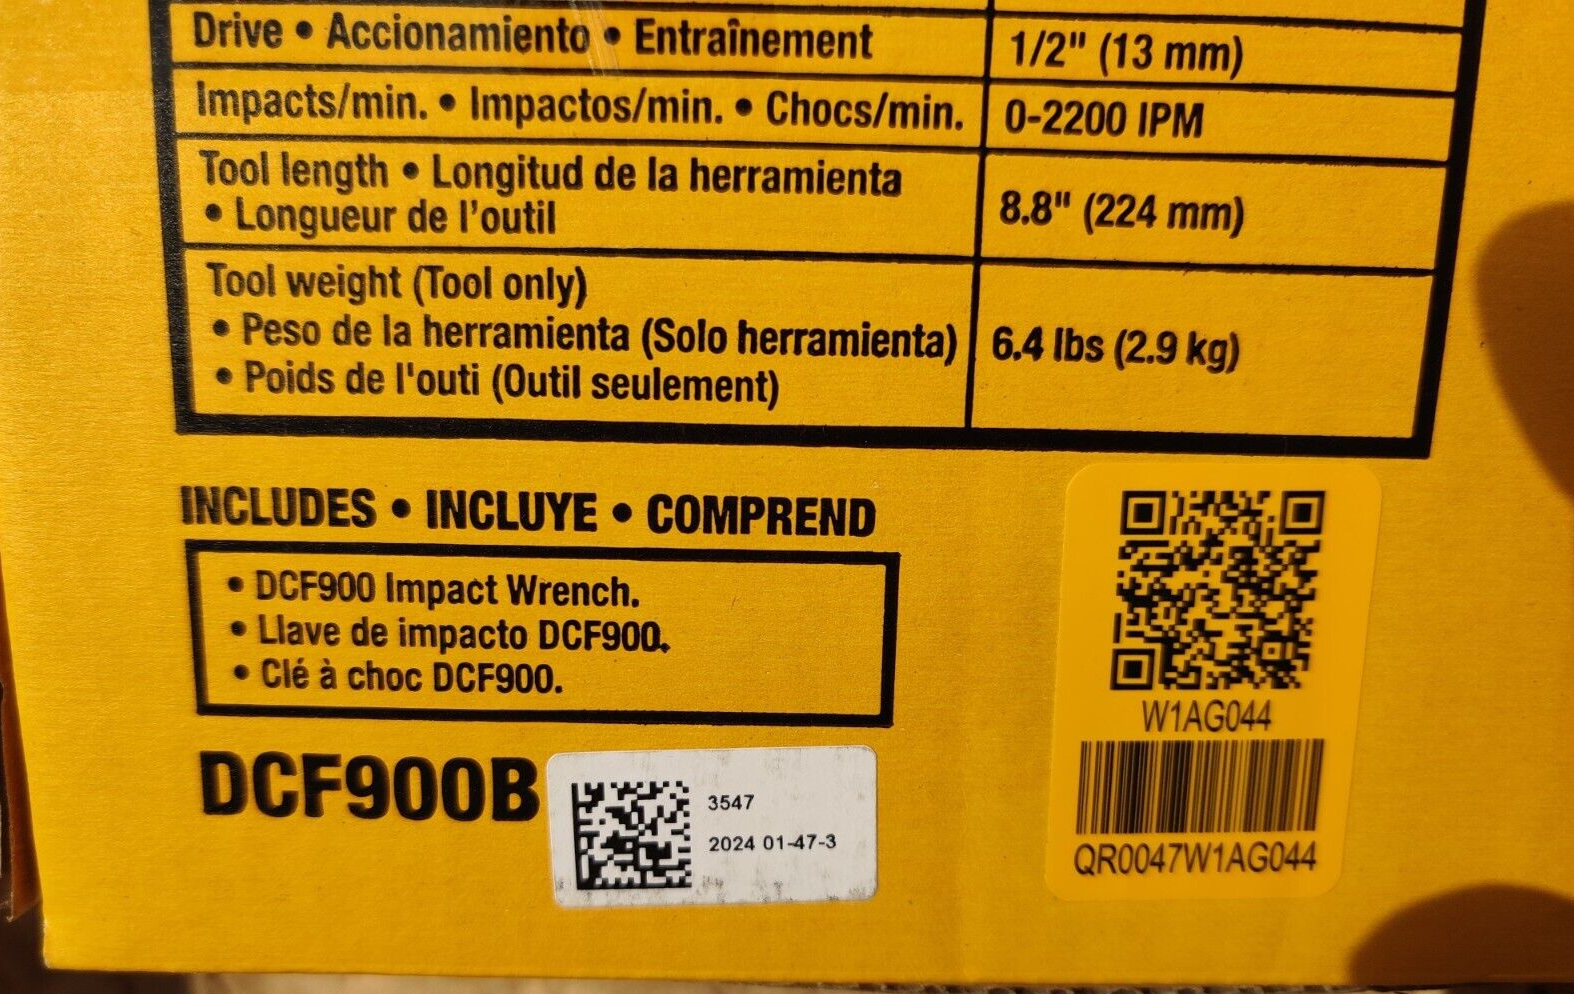 Drive • Accionamiento • Entraînement
1/2" (13 mm)
Impacts/min. • Impactos/min. • Chocs/min.
0-2200 IPM
Tool length • Longitud de la herramienta
• Longueur de l'outil
8.8" (224 mm)
Tool weight (Tool only)
• Peso de la herramienta (Solo herramienta)
• Poids de l'outi (Outil seulement)
6.4 lbs (2.9 kg)
INCLUDES • INCLUYE • COMPREND
• DCF900 Impact Wrench.
• Llave de impacto DCF900.
• Clé à choc DCF900.
DCF900B
3547
2024 01-47-3
W1AG044
QR0047W1AG044